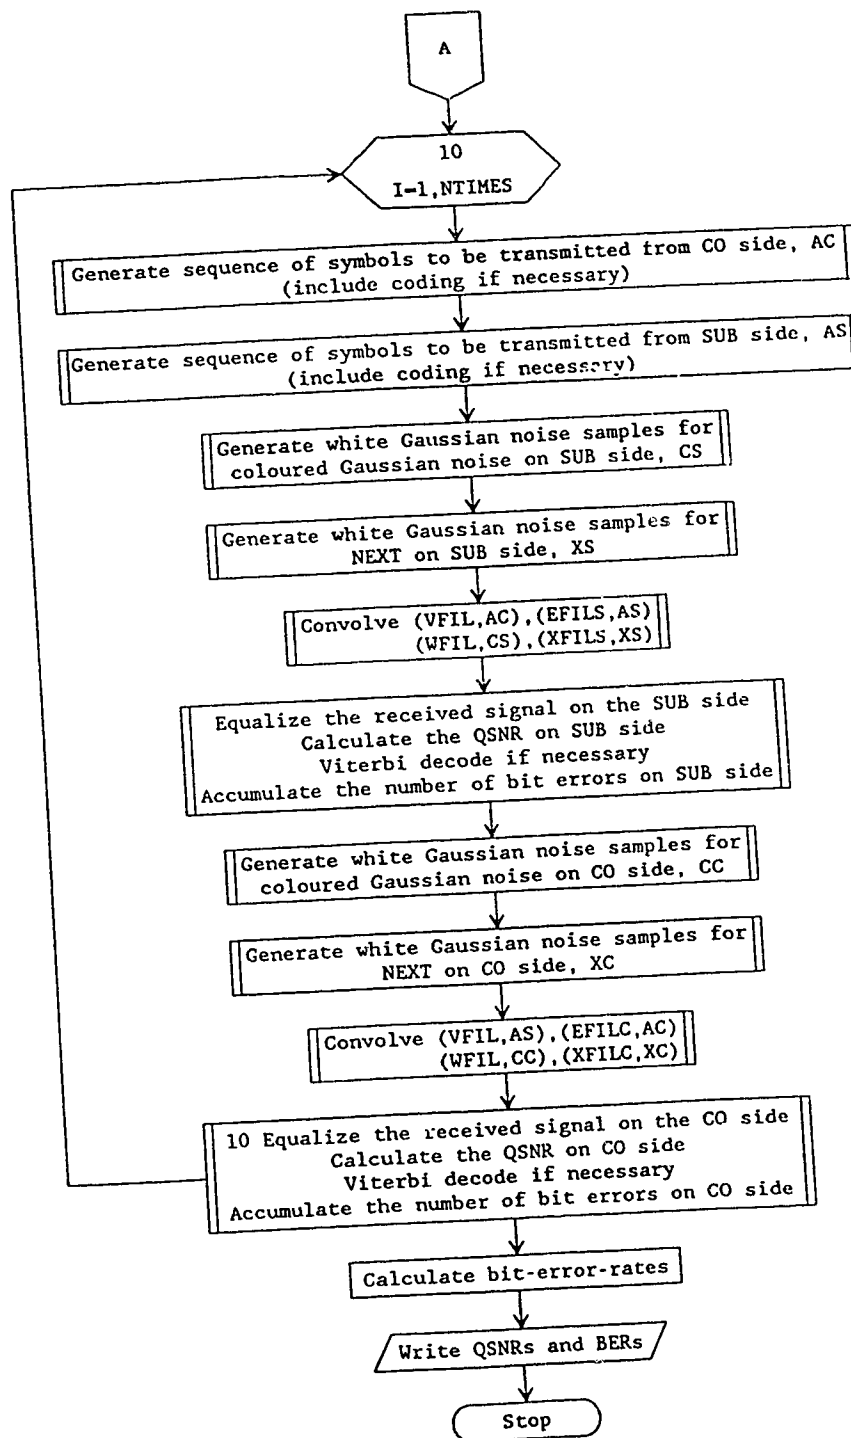 A
10
I=1,NTIMES
Generate sequence of symbols to be transmitted from CO side, AC
(include coding if necessary)
Generate sequence of symbols to be transmitted from SUB side, AS
(include coding if necessary)
Generate white Gaussian noise samples for
coloured Gaussian noise on SUB side, CS
Generate white Gaussian noise samples for
NEXT on SUB side, XS
Convolve (VFIL,AC),(EFILS,AS)
(WFIL,CS),(XFILS,XS)
Equalize the received signal on the SUB side
Calculate the QSNR on SUB side
Viterbi decode if necessary
Accumulate the number of bit errors on SUB side
Generate white Gaussian noise samples for
coloured Gaussian noise on CO side, CC
Generate white Gaussian noise samples for
NEXT on CO side, XC
Convolve (VFIL,AS),(EFILC,AC)
(WFIL,CC),(XFILC,XC)
10 Equalize the received signal on the CO side
Calculate the QSNR on CO side
Viterbi decode if necessary
Accumulate the number of bit errors on CO side
Calculate bit-error-rates
Write QSNRs and BERs
Stop